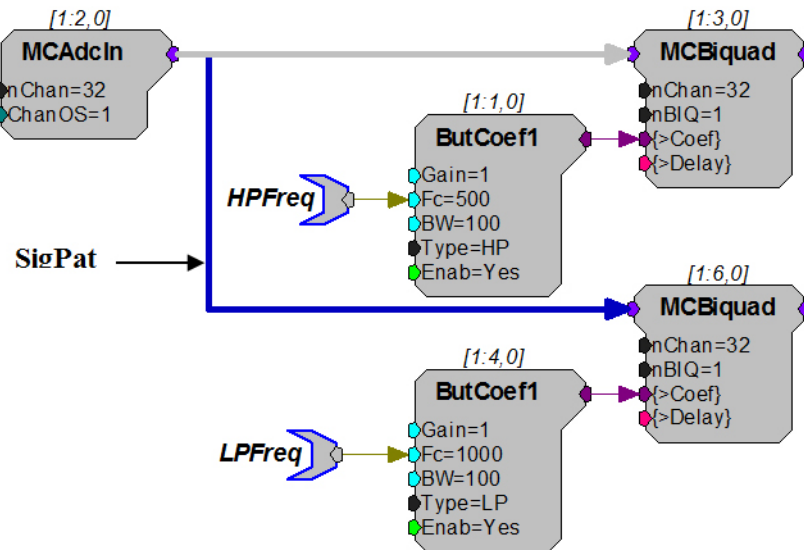 [1:2,0]
MCAdcIn
nChan=32
ChanOS=1
[1:3,0]
MCBiquad
nChan=32
nBIQ=1
{>Coef}
{>Delay}
[1:1,0]
ButCoef1
Gain=1
Fc=500
BW=100
Type=HP
Enab=Yes
HPFreq
SigPat
[1:6,0]
MCBiquad
nChan=32
nBIQ=1
{>Coef}
{>Delay}
[1:4,0]
ButCoef1
Gain=1
Fc=1000
BW=100
Type=LP
Enab=Yes
LPFreq